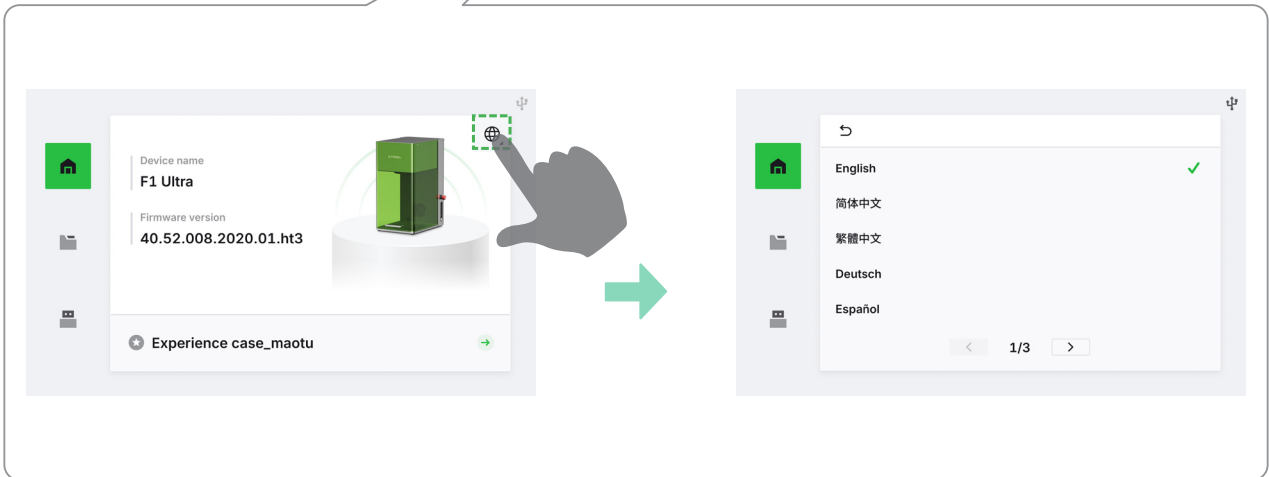 Device name
F1 Ultra
Firmware version
40.52.008.2020.01.ht3
Experience case_maotu
English
简体中文
繁體中文
Deutsch
Español
1/3